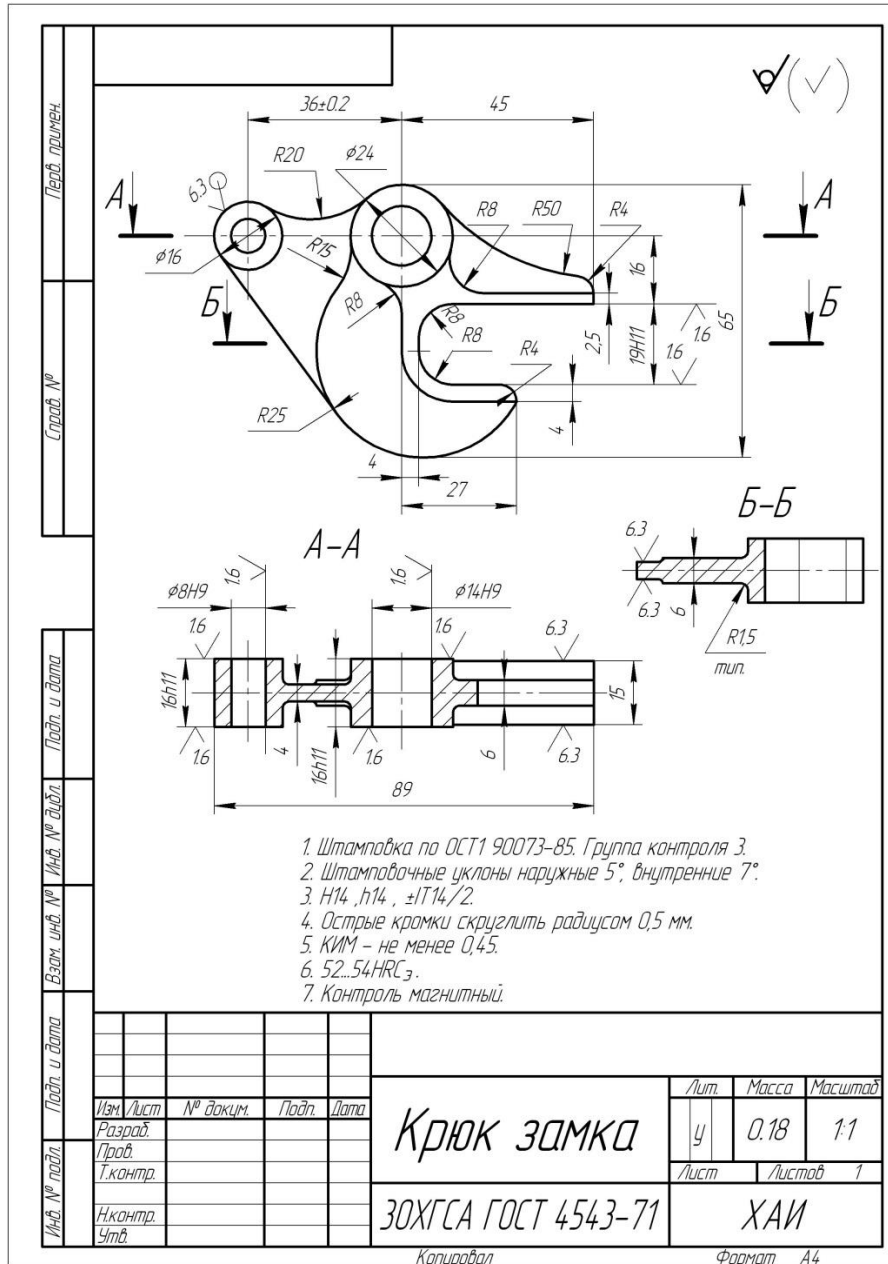 Перв. примен.
Справ. №
Подп. и дата
Инв. № дубл.
Взам. инв. №
Подп. и дата
Инв. № подл.
36±0.2
45
R20
φ24
6.3
А
А
φ16
R15
R8
R50
R4
16
65
Б
Б
R8
R8
R8
R4
2,5
19H11
1.6
1.6
R25
4
4
27
А-А
Б-Б
6.3
6.3
6
R1,5
тип.
φ8H9
1.6
1.6
φ14H9
1.6
1.6
6.3
16h11
4
16h11
6
15
1.6
1.6
6.3
89
1. Штамповка по ОСТ1 90073-85. Группа контроля 3.
2. Штамповочные уклоны наружные 5°, внутренние 7°.
3. H14 ,h14 , ±IT14/2.
4. Острые кромки скруглить радиусом 0,5 мм.
5. КИМ - не менее 0,45.
6. 52...54HRCэ.
7. Контроль магнитный.
Изм. Лист № докум. Подп. Дата
Разраб.
Пров.
Т.контр.
Н.контр.
Утв.
Крюк замка
Лит. Масса Масштаб
у 0.18 1:1
Лист Листов 1
30ХГСА ГОСТ 4543-71
ХАИ
Копировал Формат А4